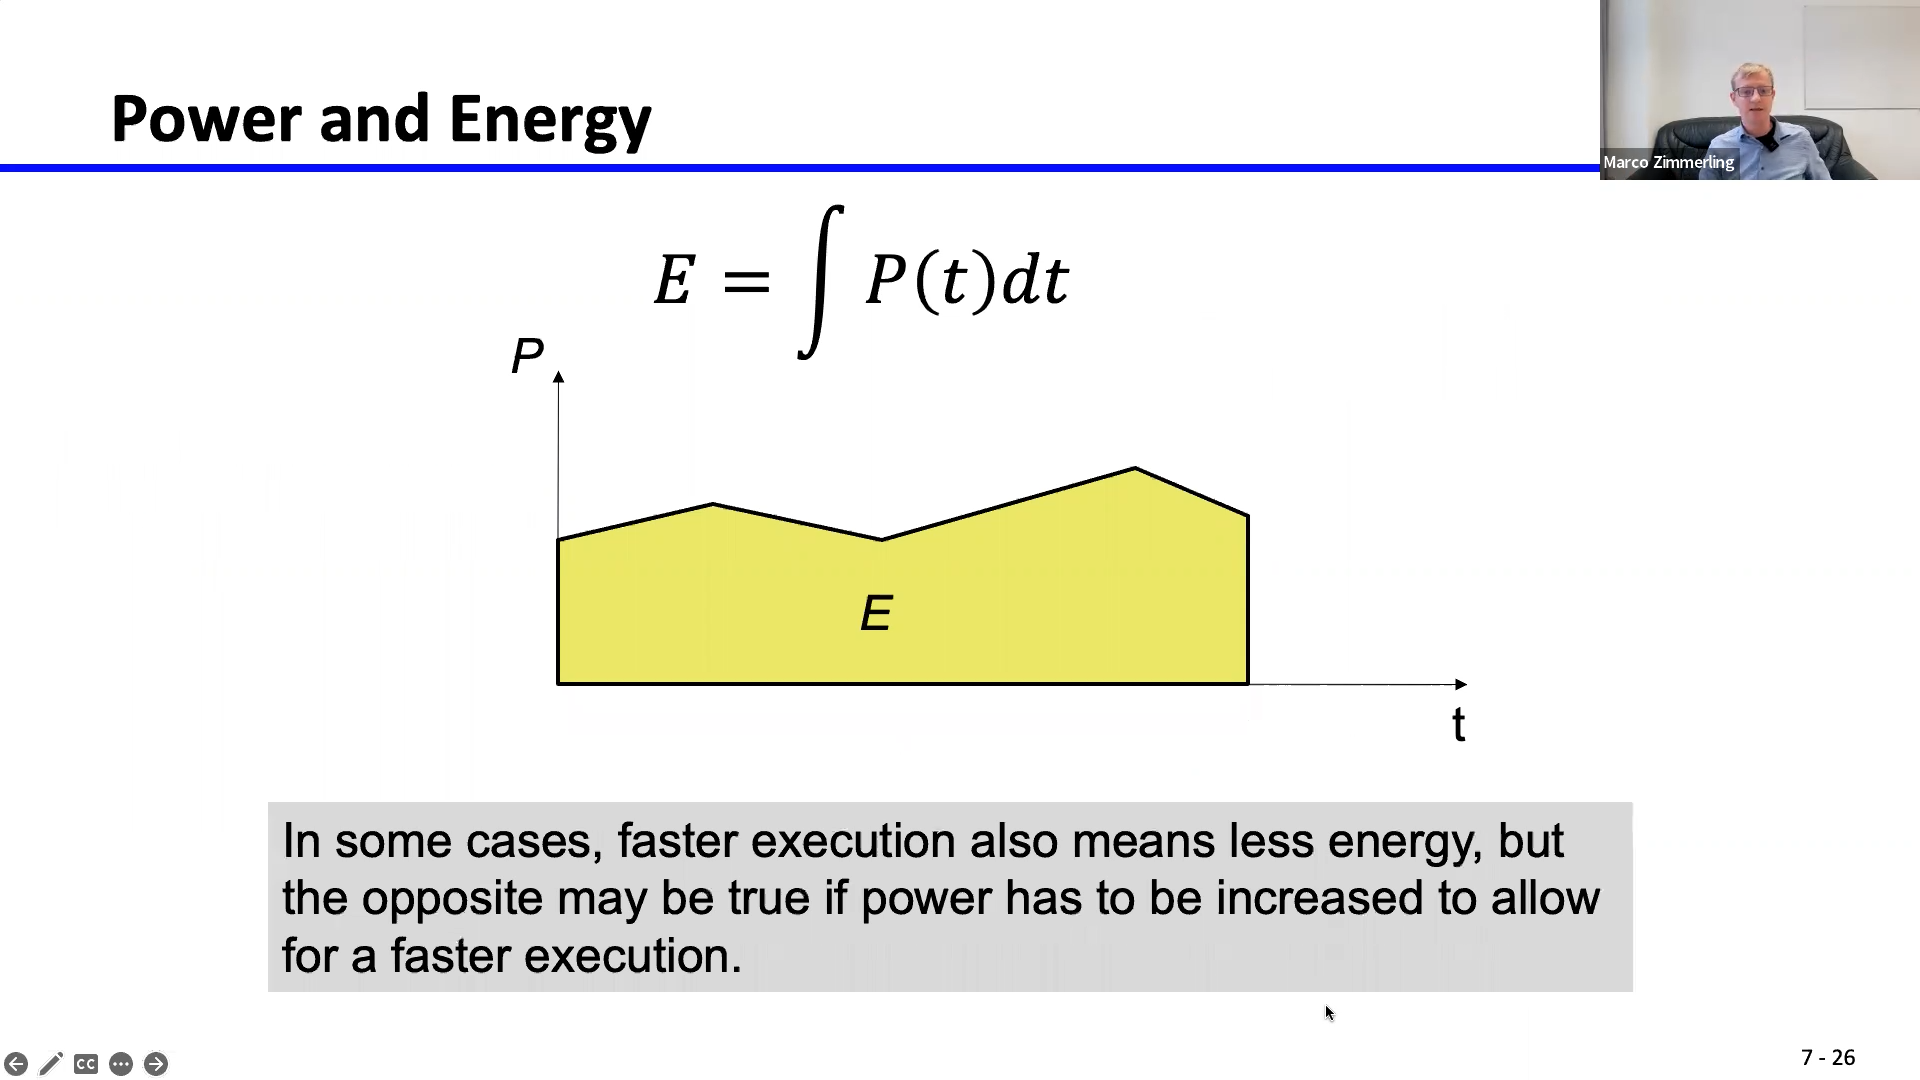 Power and Energy
Marco Zimmerling
E = ∫ P(t)dt
P
E
t
In some cases, faster execution also means less energy, but
the opposite may be true if power has to be increased to allow
for a faster execution.
CC
7 - 26